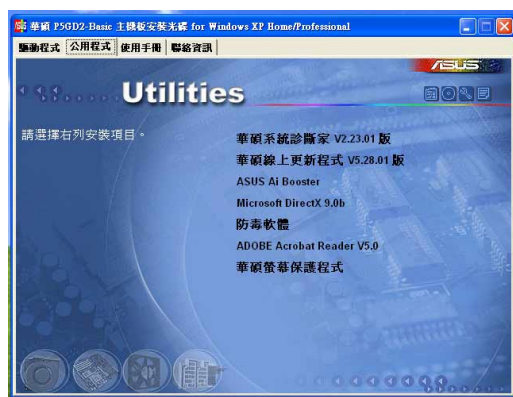 華碩 P5GD2-Basic 主機板安裝光碟 for Windows XP Home/Professional
驅動程式 公用程式 使用手冊 聯絡資訊
ASUS
Utilities
請選擇右列安裝項目。
華碩系統診斷家 V2.23.01 版
華碩線上更新程式 V5.28.01 版
ASUS Ai Booster
Microsoft DirectX 9.0b
防毒軟體
ADOBE Acrobat Reader V5.0
華碩螢幕保護程式